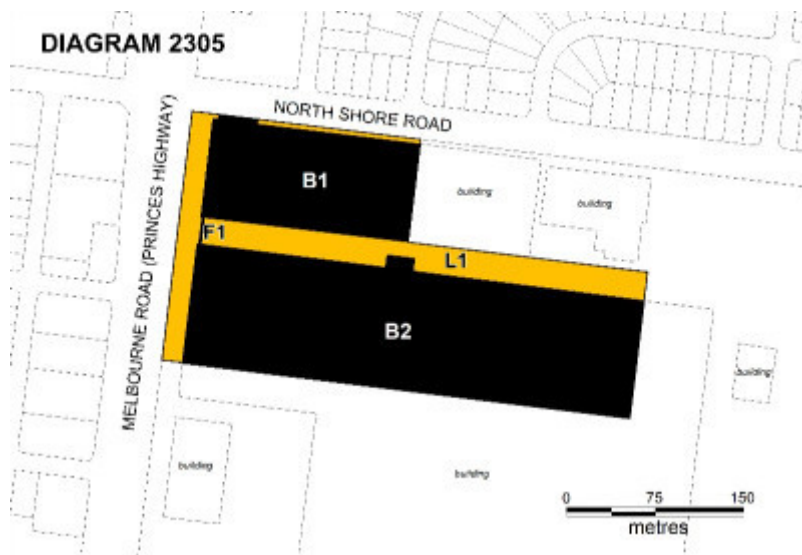 DIAGRAM 2305
NORTH SHORE ROAD
MELBOURNE ROAD (PRINCES HIGHWAY)
B1
building
building
F1
L1
B2
building
building
building
0 75 150
metres